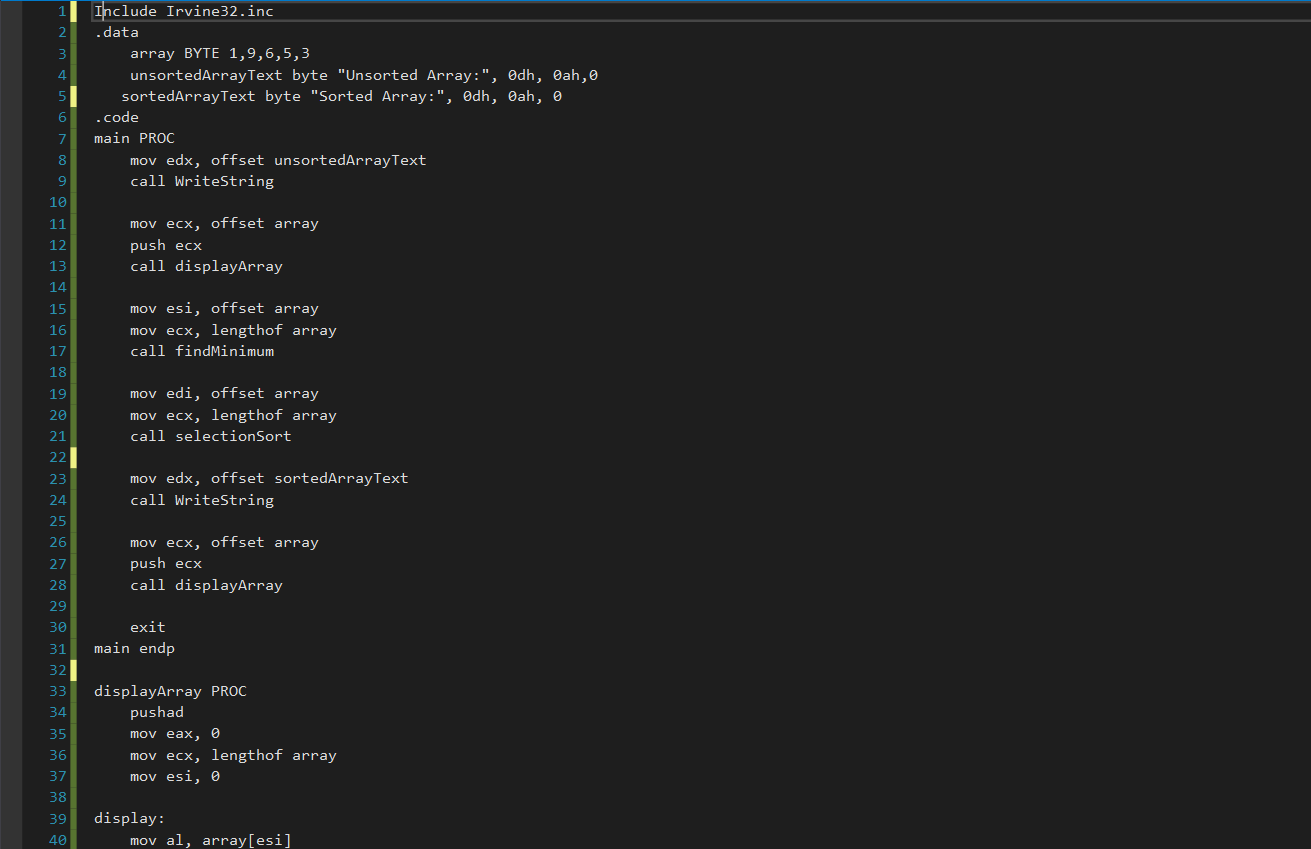 1 Include Irvine32.inc
2 .data
3     array BYTE 1,9,6,5,3
4     unsortedArrayText byte "Unsorted Array:", 0dh, 0ah,0
5    sortedArrayText byte "Sorted Array:", 0dh, 0ah, 0
6 .code
7 main PROC
8     mov edx, offset unsortedArrayText
9     call WriteString
10
11     mov ecx, offset array
12     push ecx
13     call displayArray
14
15     mov esi, offset array
16     mov ecx, lengthof array
17     call findMinimum
18
19     mov edi, offset array
20     mov ecx, lengthof array
21     call selectionSort
22
23     mov edx, offset sortedArrayText
24     call WriteString
25
26     mov ecx, offset array
27     push ecx
28     call displayArray
29
30     exit
31 main endp
32
33 displayArray PROC
34     pushad
35     mov eax, 0
36     mov ecx, lengthof array
37     mov esi, 0
38
39 display:
40     mov al, array[esi]